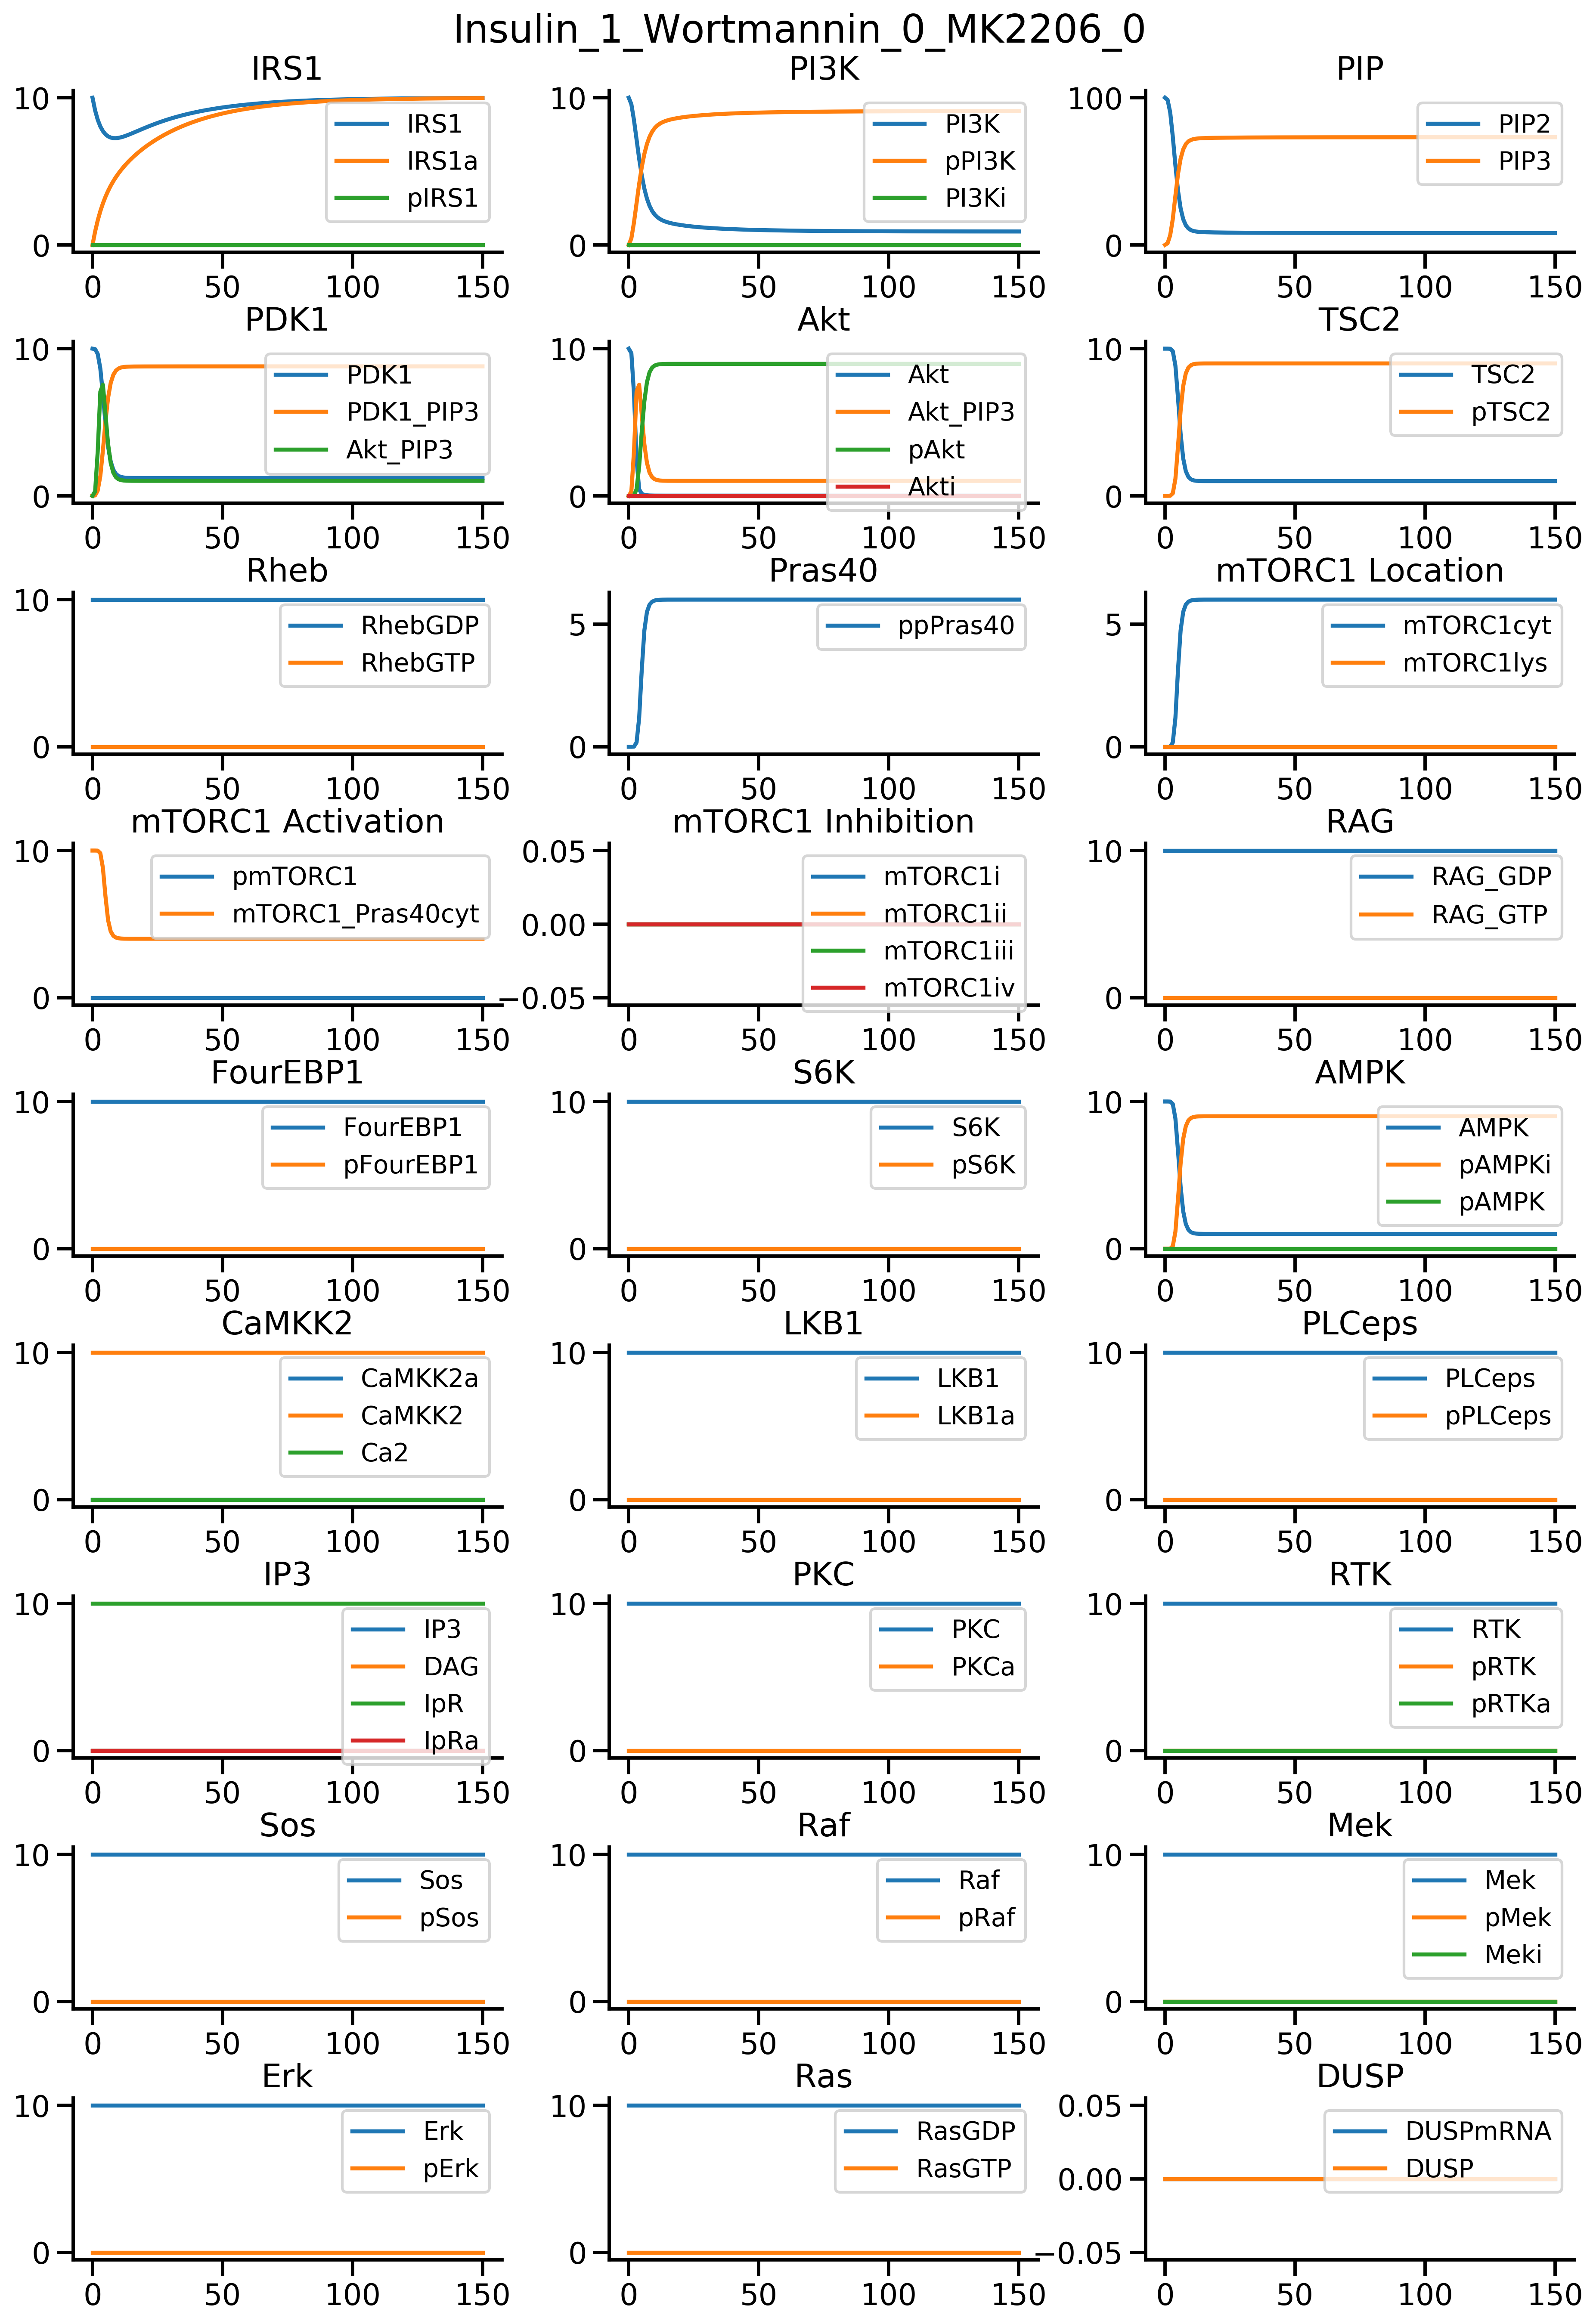 Insulin_1_Wortmannin_0_MK2206_0
IRS1
10
0
0 50 100 150
IRS1
IRS1a
pIRS1
PI3K
10
0
0 50 100 150
PI3K
pPI3K
PI3Ki
PIP
100
0
0 50 100 150
PIP2
PIP3
PDK1
10
0
0 50 100 150
PDK1
PDK1_PIP3
Akt_PIP3
Akt
10
0
0 50 100 150
Akt
Akt_PIP3
pAkt
Akti
TSC2
10
0
0 50 100 150
TSC2
pTSC2
Rheb
10
0
0 50 100 150
RhebGDP
RhebGTP
Pras40
5
0
0 50 100 150
ppPras40
mTORC1 Location
5
0
0 50 100 150
mTORC1cyt
mTORC1lys
mTORC1 Activation
10
0
0 50 100 150
pmTORC1
mTORC1_Pras40cyt
mTORC1 Inhibition
0.05
0.00
−0.05
0 50 100 150
mTORC1i
mTORC1ii
mTORC1iii
mTORC1iv
RAG
10
0
0 50 100 150
RAG_GDP
RAG_GTP
FourEBP1
10
0
0 50 100 150
FourEBP1
pFourEBP1
S6K
10
0
0 50 100 150
S6K
pS6K
AMPK
10
0
0 50 100 150
AMPK
pAMPKi
pAMPK
CaMKK2
10
0
0 50 100 150
CaMKK2a
CaMKK2
Ca2
LKB1
10
0
0 50 100 150
LKB1
LKB1a
PLCeps
10
0
0 50 100 150
PLCeps
pPLCeps
IP3
10
0
0 50 100 150
IP3
DAG
IpR
IpRa
PKC
10
0
0 50 100 150
PKC
PKCa
RTK
10
0
0 50 100 150
RTK
pRTK
pRTKa
Sos
10
0
0 50 100 150
Sos
pSos
Raf
10
0
0 50 100 150
Raf
pRaf
Mek
10
0
0 50 100 150
Mek
pMek
Meki
Erk
10
0
0 50 100 150
Erk
pErk
Ras
10
0
0 50 100 150
RasGDP
RasGTP
DUSP
0.05
0.00
−0.05
0 50 100 150
DUSPmRNA
DUSP